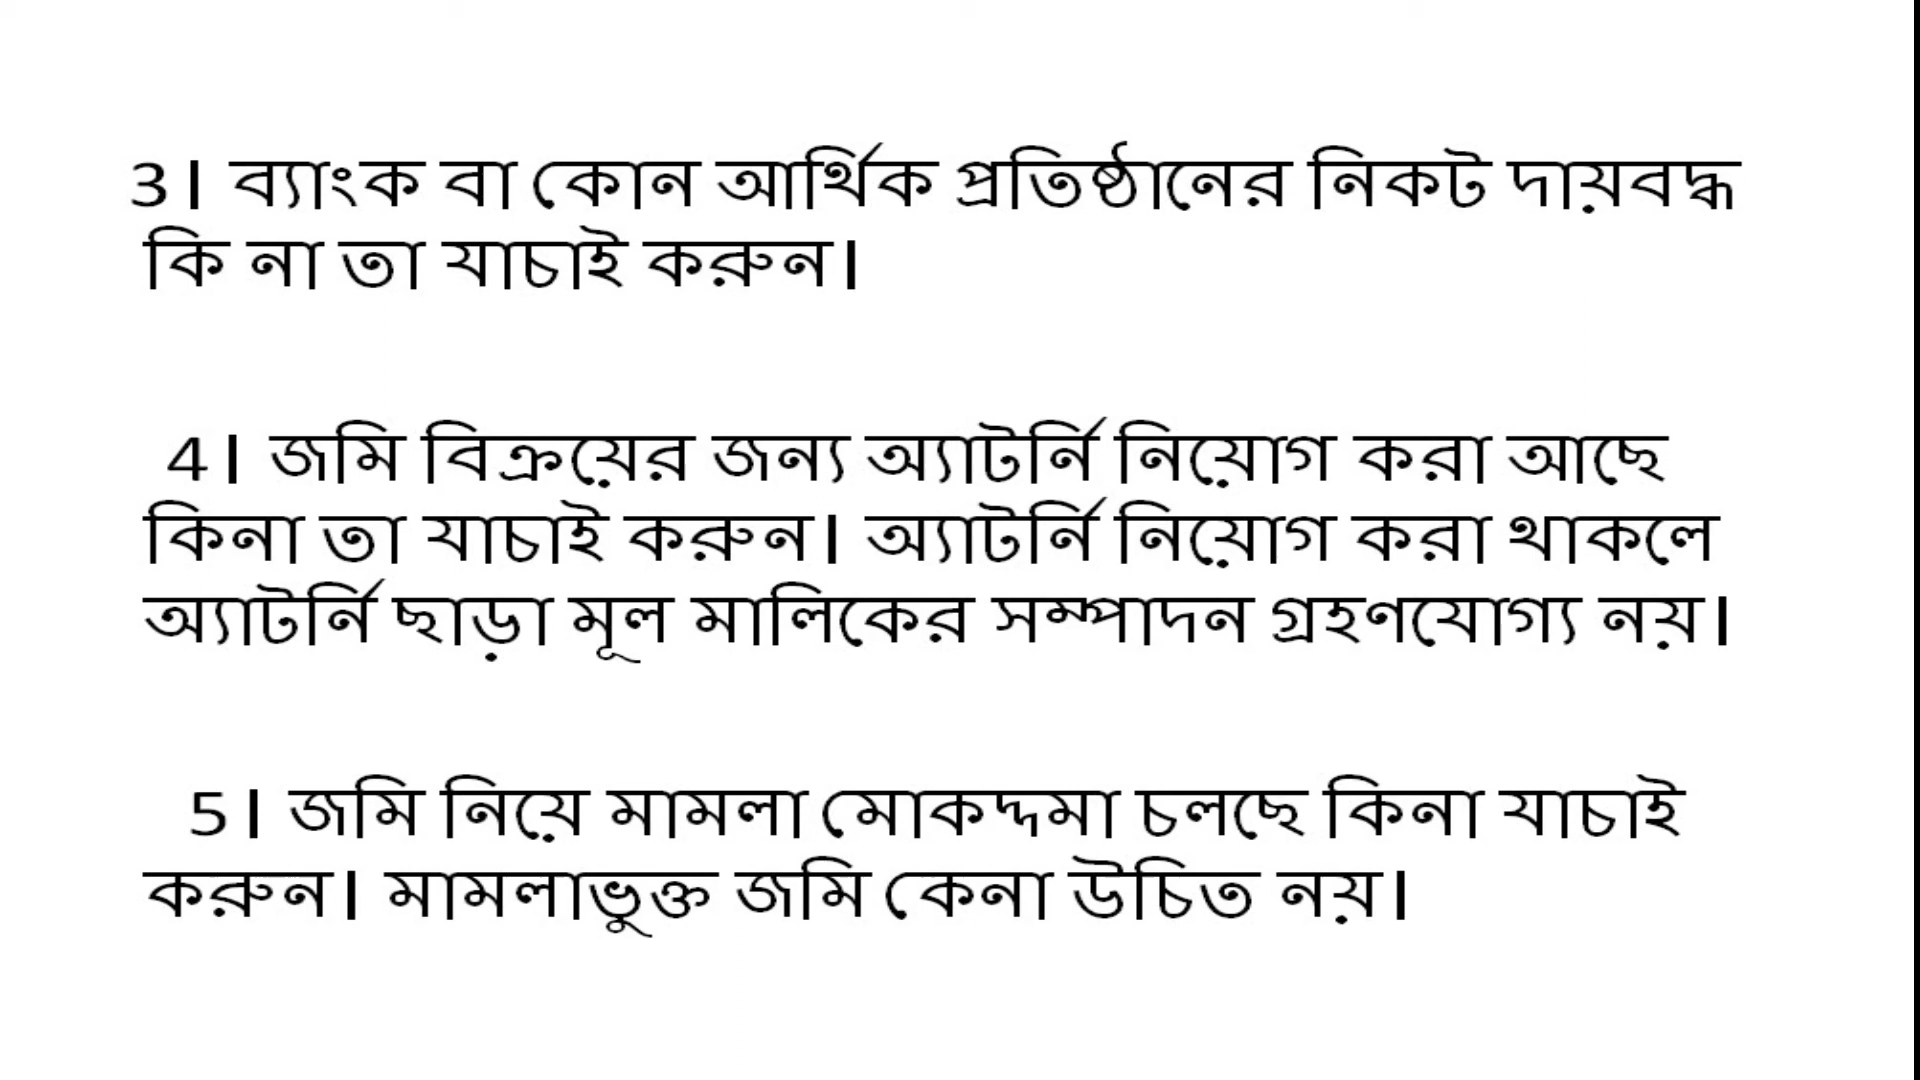 3। ব্যাংক বা কোন আর্থিক প্রতিষ্ঠানের নিকট দায়বদ্ধ
কি না তা যাচাই করুন।
4। জমি বিক্রয়ের জন্য অ্যাটর্নি নিয়োগ করা আছে
কিনা তা যাচাই করুন। অ্যাটর্নি নিয়োগ করা থাকলে
অ্যাটর্নি ছাড়া মূল মালিকের সম্পাদন গ্রহণযোগ্য নয়।
5। জমি নিয়ে মামলা মোকদ্দমা চলছে কিনা যাচাই
করুন। মামলাভুক্ত জমি কেনা উচিত নয়।